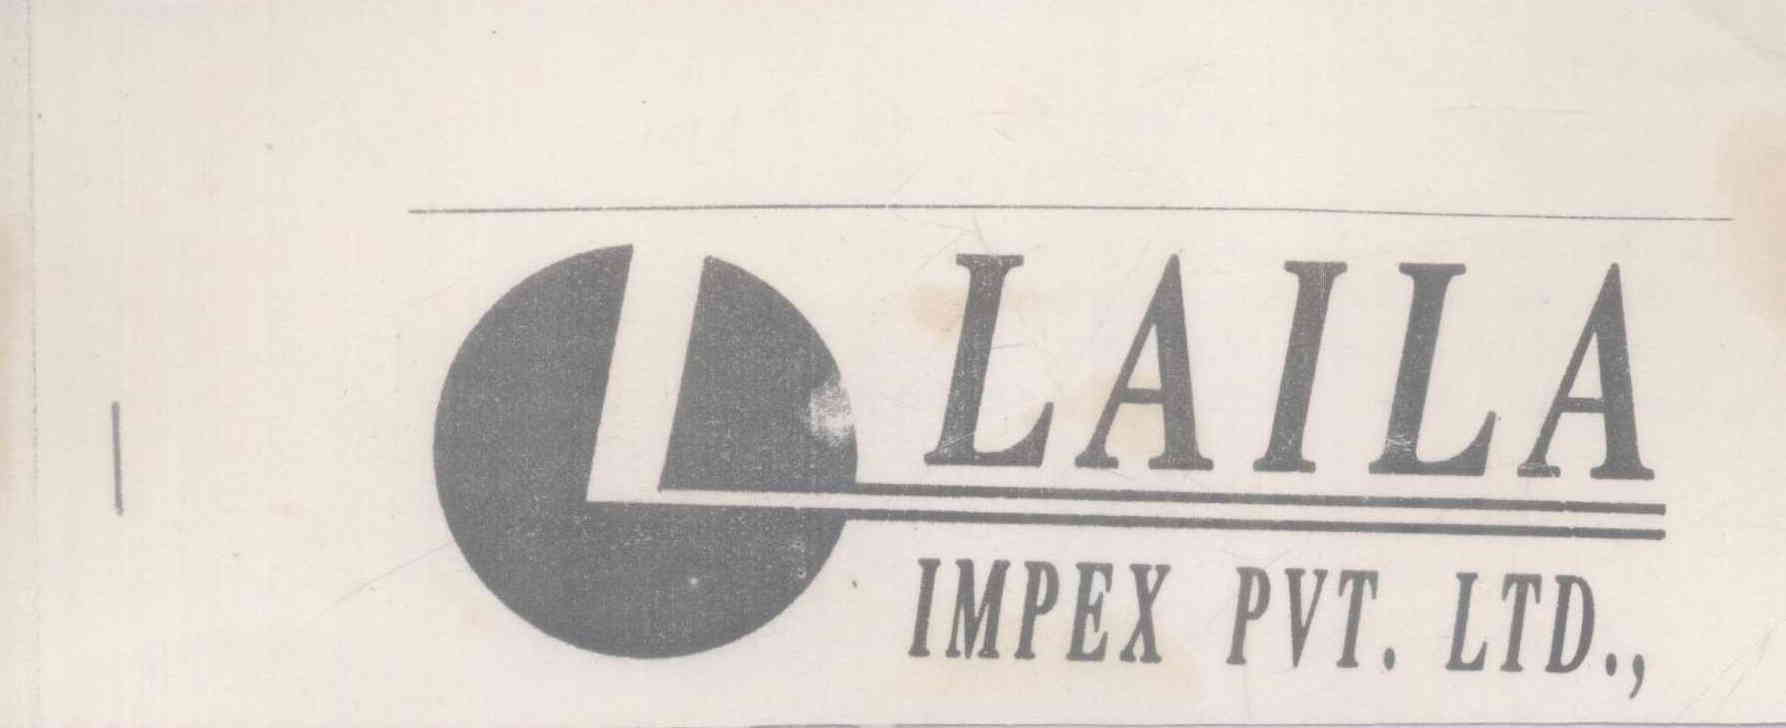 LAILA
IMPEX PVT. LTD.,